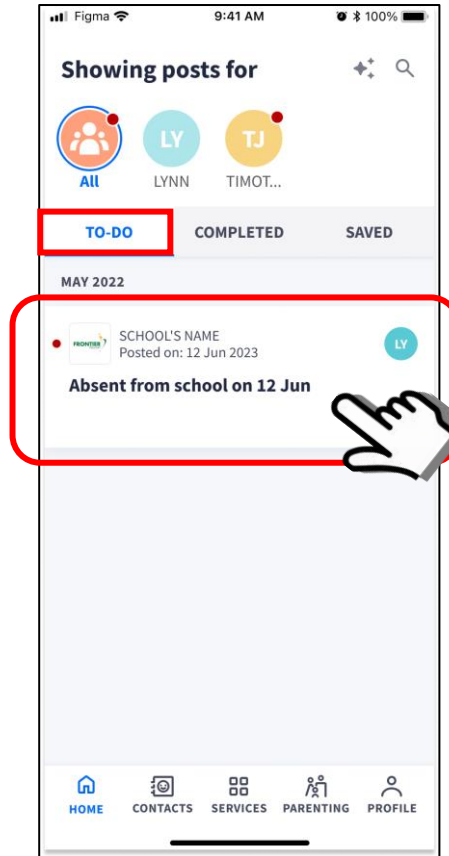 Figma 9:41 AM 100%
Showing posts for
LY TJ
All LYNN TIMOT...
TO-DO COMPLETED SAVED
MAY 2022
SCHOOL'S NAME
FRONTIER LY
Posted on: 12 Jun 2023
Absent from school on 12 Jun
HOME CONTACTS SERVICES PARENTING PROFILE